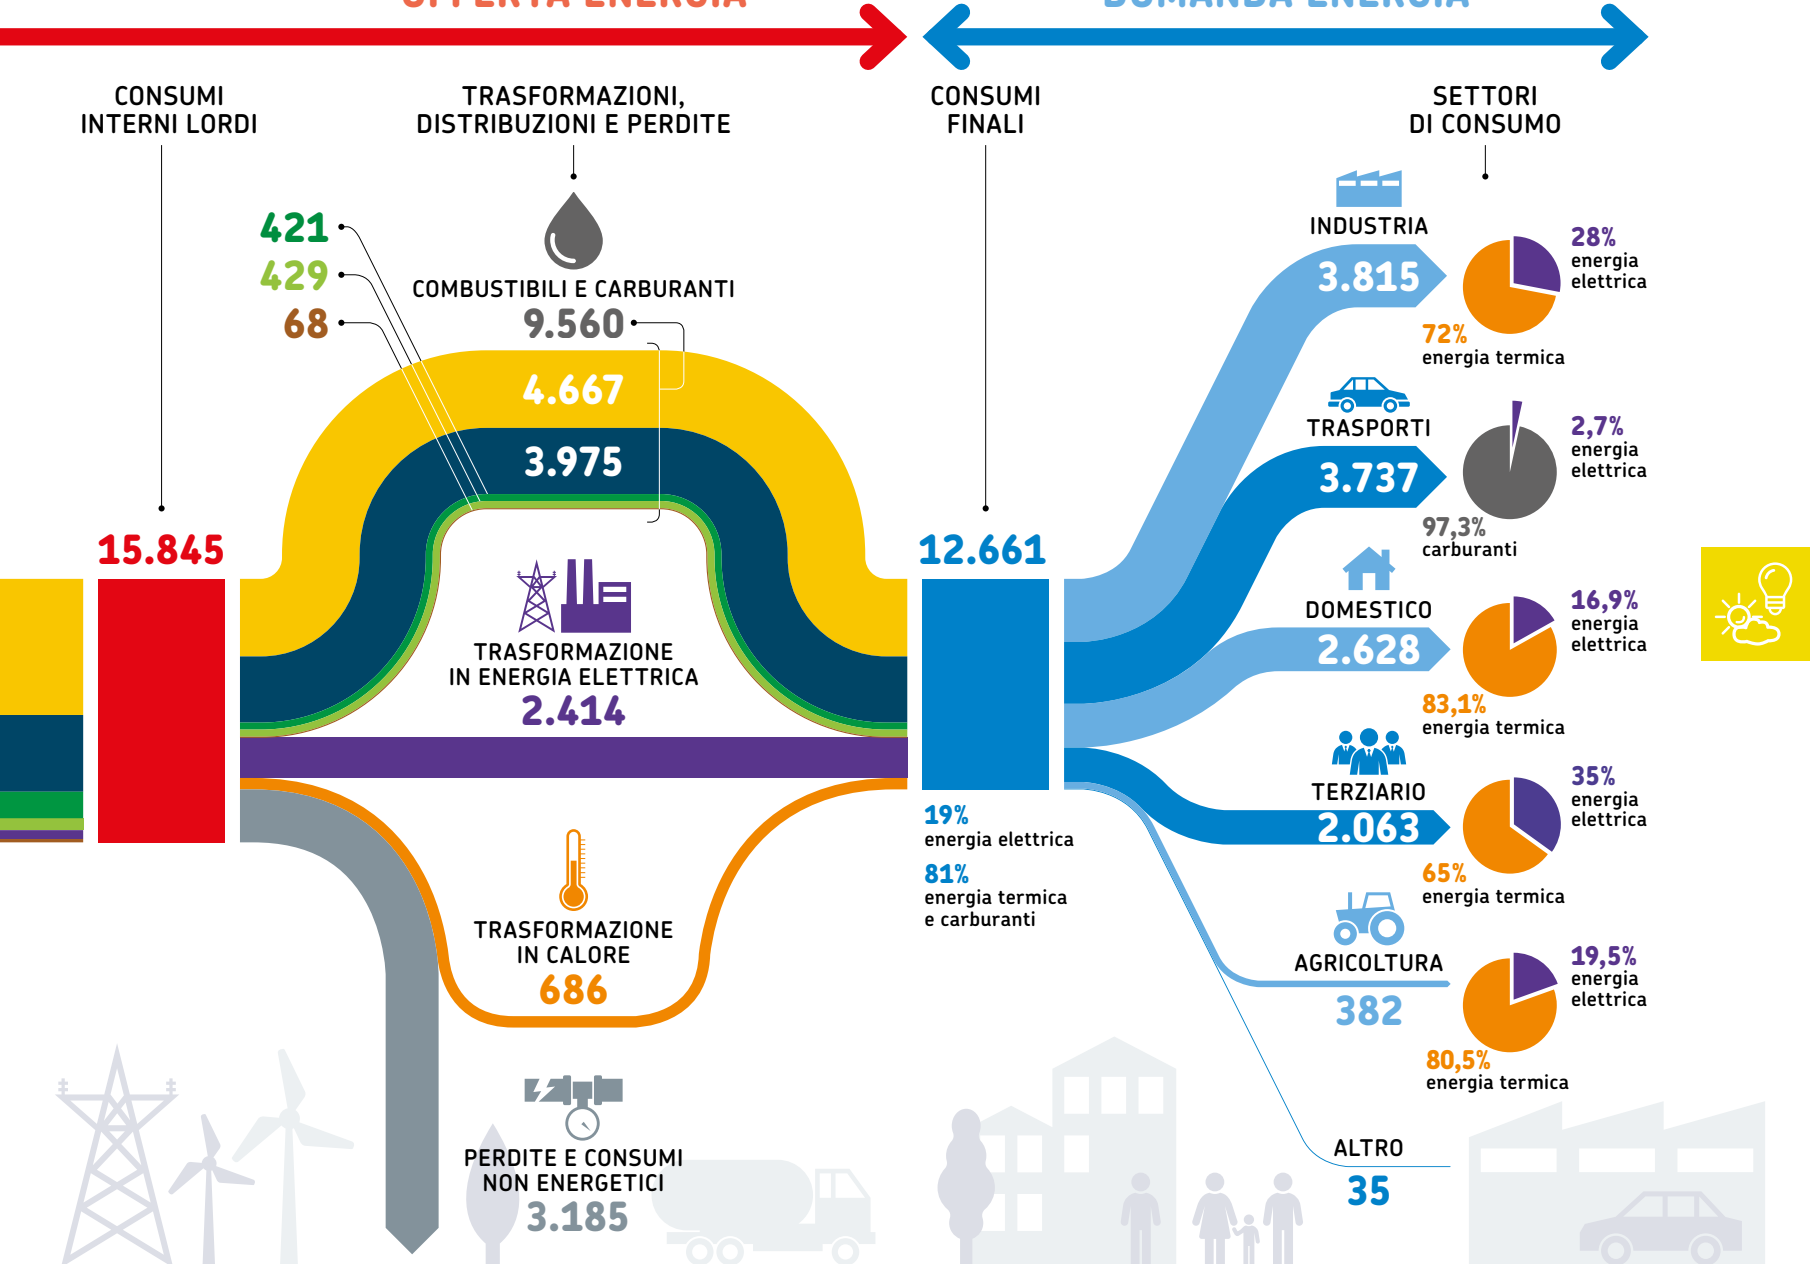 OFFERTA ENERGIA
DOMANDA ENERGIA
CONSUMI
INTERNI LORDI
TRASFORMAZIONI,
DISTRIBUZIONI E PERDITE
CONSUMI
FINALI
SETTORI
DI CONSUMO
15.845
421
429
68
COMBUSTIBILI E CARBURANTI
9.560
4.667
3.975
TRASFORMAZIONE
IN ENERGIA ELETTRICA
2.414
TRASFORMAZIONE
IN CALORE
686
PERDITE E CONSUMI
NON ENERGETICI
3.185
12.661
19%
energia elettrica
81%
energia termica
e carburanti
INDUSTRIA
3.815
28%
energia
elettrica
72%
energia termica
TRASPORTI
3.737
2,7%
energia
elettrica
97,3%
carburanti
DOMESTICO
2.628
16,9%
energia
elettrica
83,1%
energia termica
TERZIARIO
2.063
35%
energia
elettrica
65%
energia termica
AGRICOLTURA
382
19,5%
energia
elettrica
80,5%
energia termica
ALTRO
35